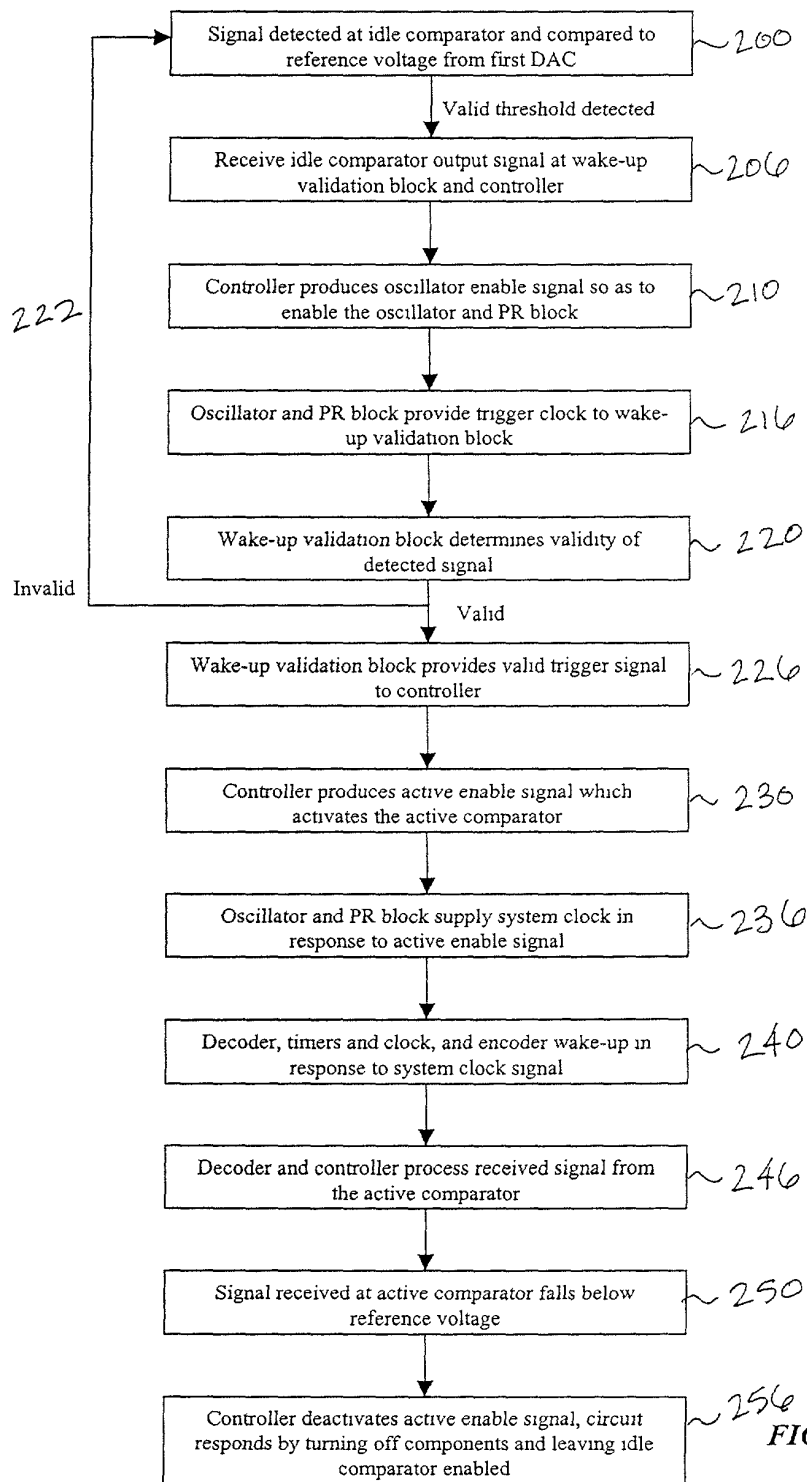 Signal detected at idle comparator and compared to
reference voltage from first DAC
200
Valid threshold detected
Receive idle comparator output signal at wake-up
validation block and controller
206
Controller produces oscillator enable signal so as to
enable the oscillator and PR block
210
222
Oscillator and PR block provide trigger clock to wake-
up validation block
216
Wake-up validation block determines validity of
detected signal
220
Invalid
Valid
Wake-up validation block provides valid trigger signal
to controller
226
Controller produces active enable signal which
activates the active comparator
230
Oscillator and PR block supply system clock in
response to active enable signal
236
Decoder, timers and clock, and encoder wake-up in
response to system clock signal
240
Decoder and controller process received signal from
the active comparator
246
Signal received at active comparator falls below
reference voltage
250
Controller deactivates active enable signal, circuit
responds by turning off components and leaving idle
comparator enabled
256